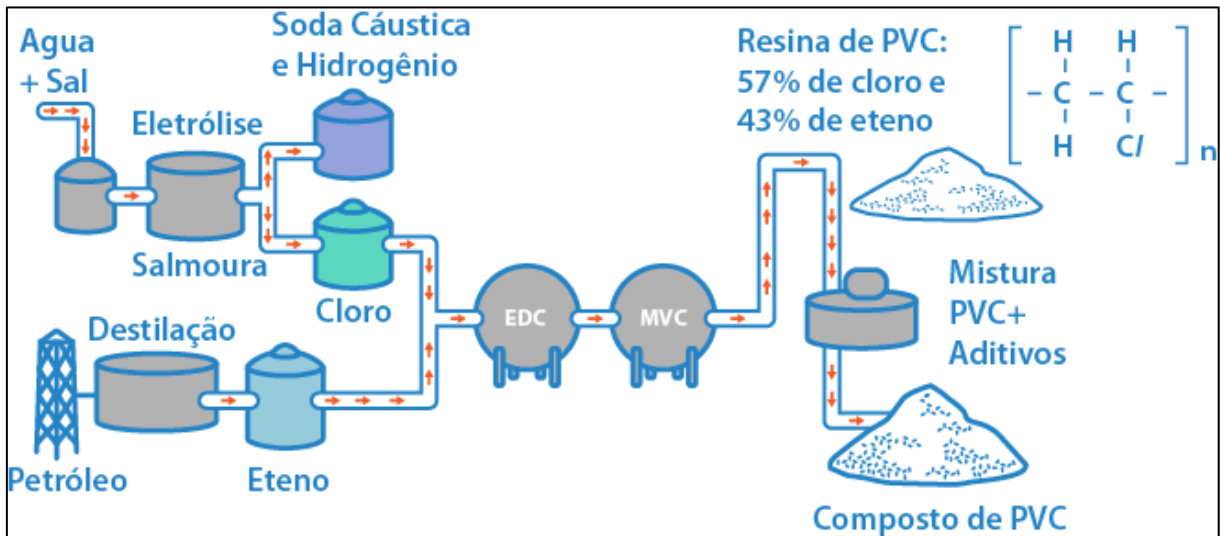 Agua
+ Sal
Soda Cáustica
e Hidrogênio
Eletrólise
Salmoura
Cloro
Destilação
Petróleo
Eteno
EDC
MVC
Resina de PVC:
57% de cloro e
43% de eteno
H H
– C – C –
H Cl
n
Mistura
PVC+
Aditivos
Composto de PVC